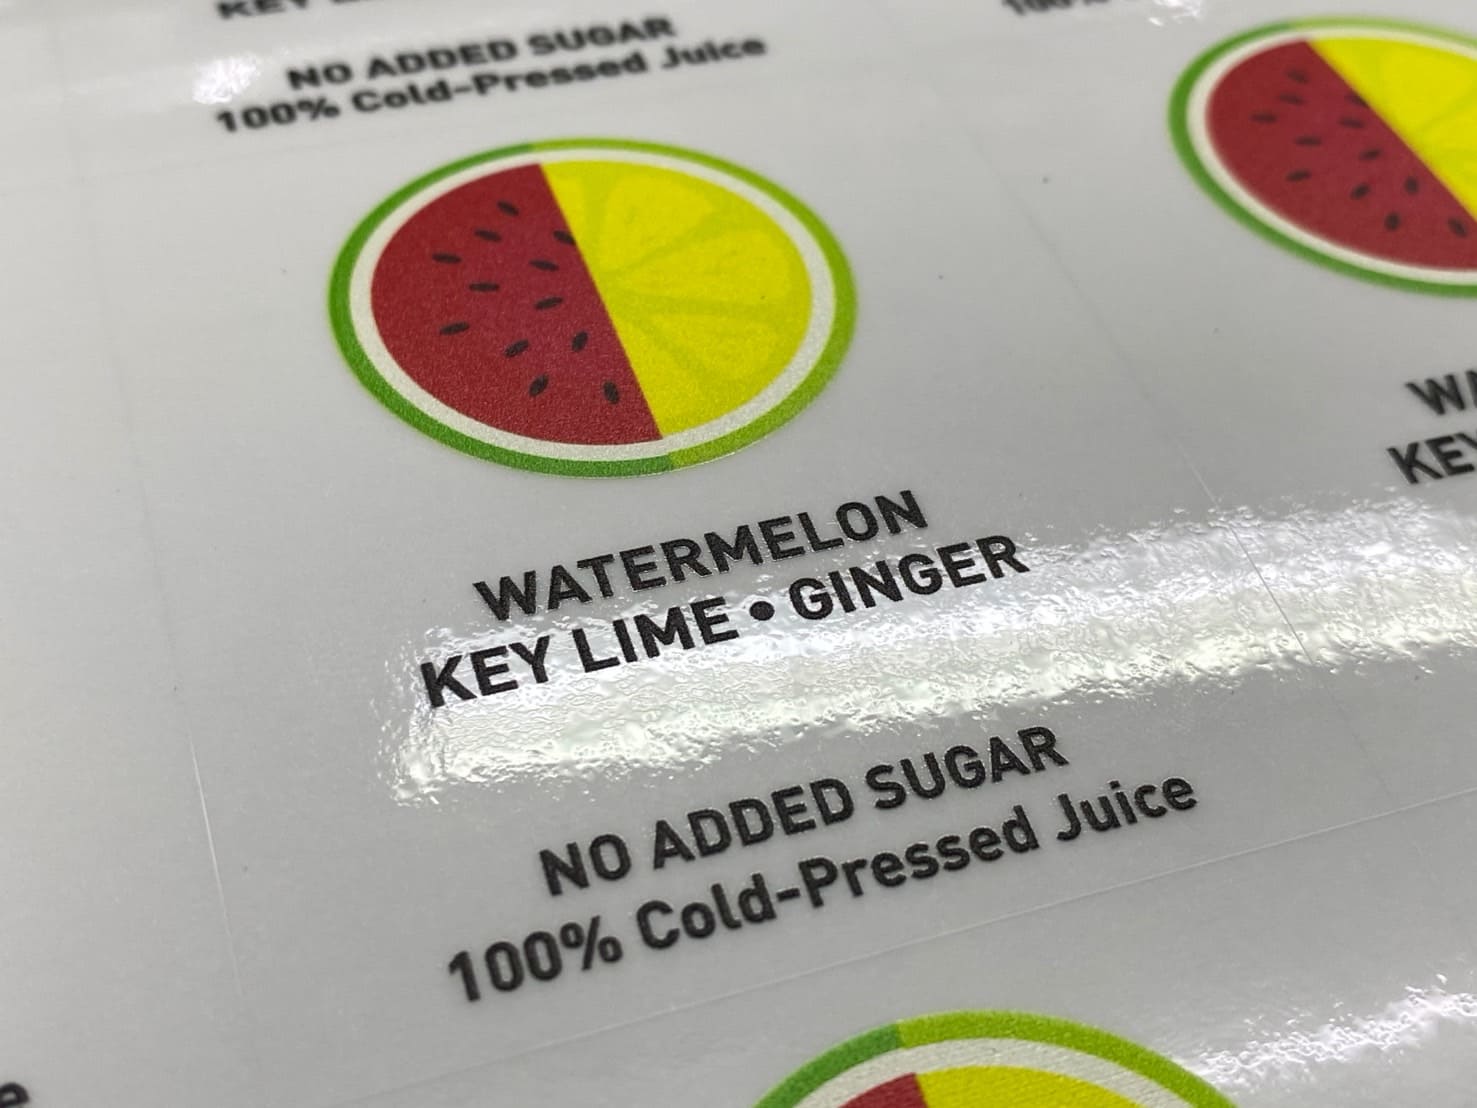 NO ADDED SUGAR
100% Cold-Pressed Juice
WATERMELON
KEY LIME • GINGER
NO ADDED SUGAR
100% Cold-Pressed Juice